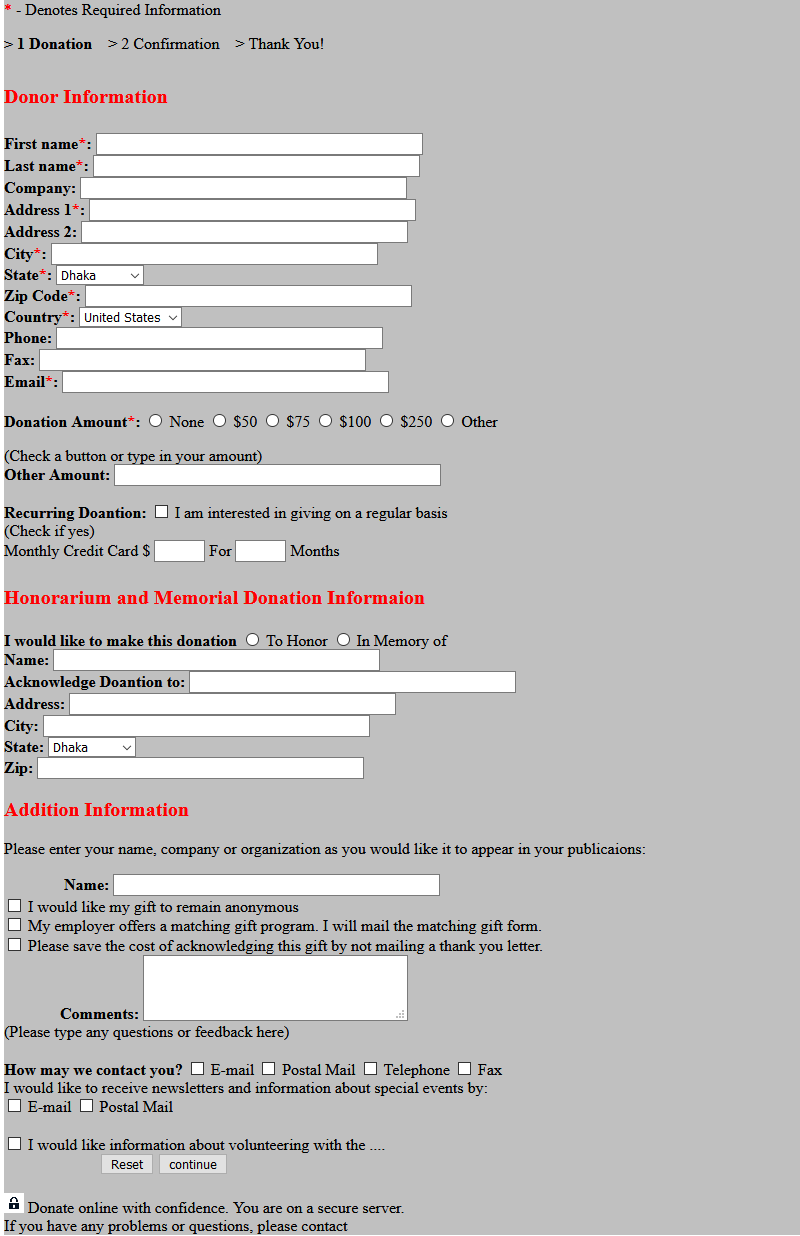 * - Denotes Required Information
> 1 Donation > 2 Confirmation > Thank You!
Donor Information
First name*:
Last name*:
Company:
Address 1*:
Address 2:
City*:
State*: Dhaka
Zip Code*:
Country*: United States
Phone:
Fax:
Email*:
Donation Amount*: None $50 $75 $100 $250 Other
(Check a button or type in your amount)
Other Amount:
Recurring Doantion: I am interested in giving on a regular basis
(Check if yes)
Monthly Credit Card $ For Months
Honorarium and Memorial Donation Informaion
I would like to make this donation To Honor In Memory of
Name:
Acknowledge Doantion to:
Address:
City:
State: Dhaka
Zip:
Addition Information
Please enter your name, company or organization as you would like it to appear in your publicaions:
Name:
I would like my gift to remain anonymous
My employer offers a matching gift program. I will mail the matching gift form.
Please save the cost of acknowledging this gift by not mailing a thank you letter.
Comments:
(Please type any questions or feedback here)
How may we contact you? E-mail Postal Mail Telephone Fax
I would like to receive newsletters and information about special events by:
E-mail Postal Mail
I would like information about volunteering with the ....
Reset continue
Donate online with confidence. You are on a secure server.
If you have any problems or questions, please contact